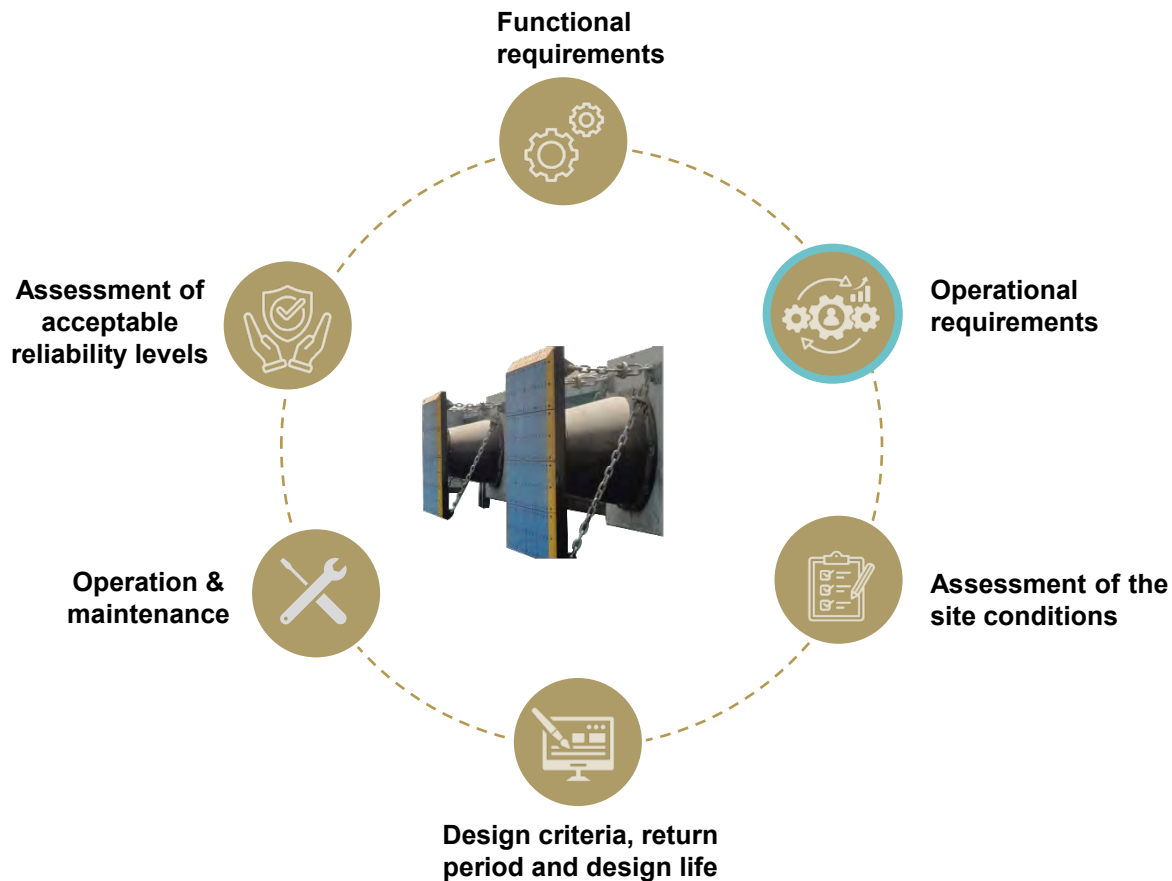 Functional
requirements
Operational
requirements
Assessment of the
site conditions
Design criteria, return
period and design life
Operation &
maintenance
Assessment of
acceptable
reliability levels